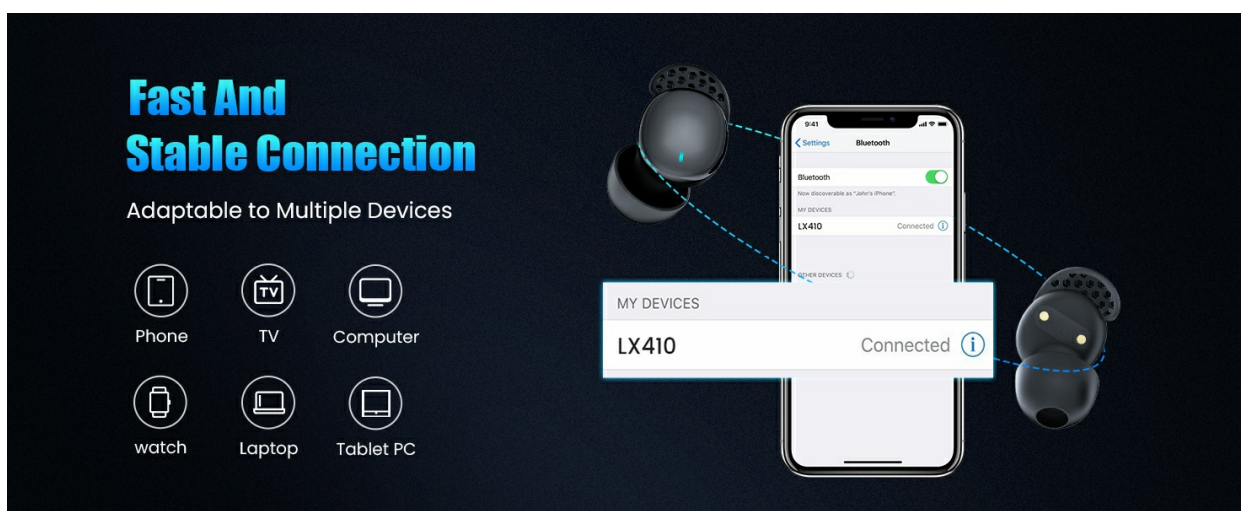 Fast And
Stable Connection
Adaptable to Multiple Devices
TV
Phone
TV
Computer
watch
Laptop
Tablet PC
9:41
Settings
Bluetooth
Bluetooth
Now discoverable as "John's iPhone".
MY DEVICES
LX410 Connected i
OTHER DEVICES
MY DEVICES
LX410 Connected i